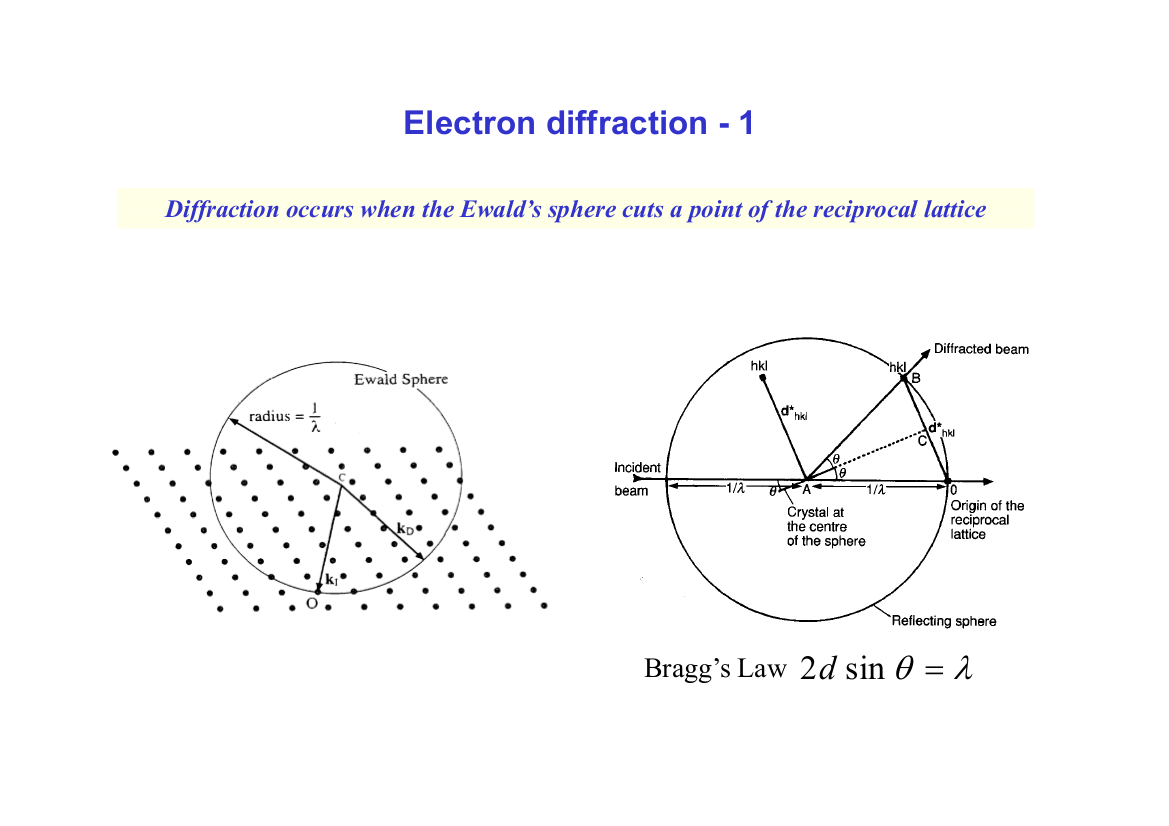 Electron diffraction - 1
Diffraction occurs when the Ewald's sphere cuts a point of the reciprocal lattice
Ewald Sphere
radius = 1/λ
C
k_D
k_I
O
hkl
d*hkl
hkl
B
Diffracted beam
d*hkl
C
θ
θ
Incident
beam
1/λ
θ
A
1/λ
0
Crystal at
the centre
of the sphere
Origin of the
reciprocal
lattice
Reflecting sphere
Bragg's Law 2d sin θ = λ